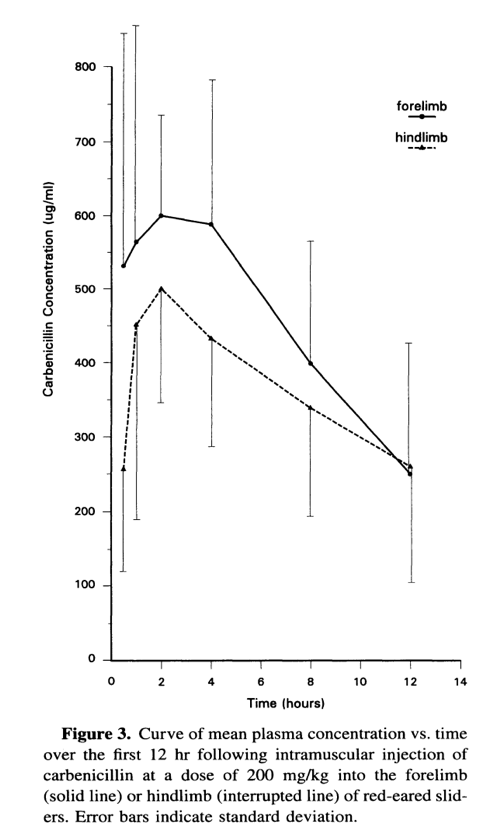 800
700
600
500
400
300
200
100
0
Carbenicillin Concentration (ug/ml)
forelimb
hindlimb
0 2 4 6 8 10 12 14
Time (hours)
Figure 3. Curve of mean plasma concentration vs. time
over the first 12 hr following intramuscular injection of
carbenicillin at a dose of 200 mg/kg into the forelimb
(solid line) or hindlimb (interrupted line) of red-eared slid-
ers. Error bars indicate standard deviation.